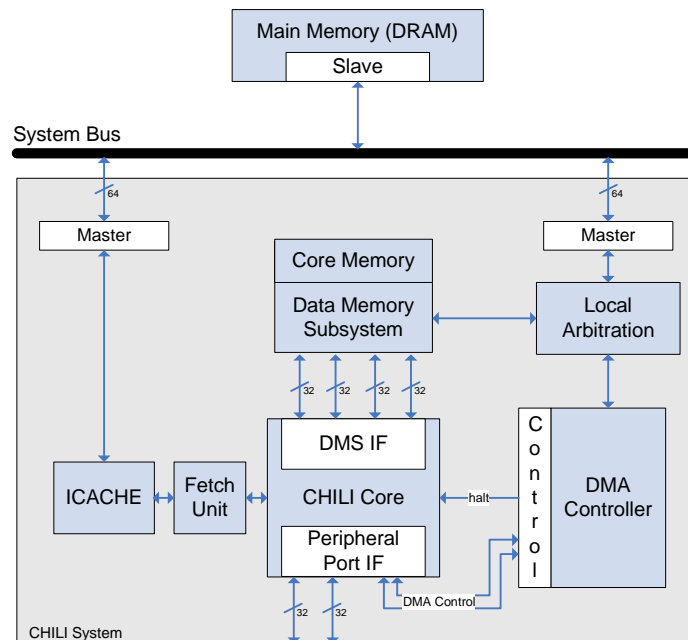 Main Memory (DRAM)
Slave
System Bus
64
64
Master
Master
Core Memory
Data Memory
Subsystem
Local
Arbitration
32
32
32
32
DMS IF
CHILI Core
ICACHE
Fetch
Unit
halt
Control
DMA
Controller
Peripheral
Port IF
DMA Control
32
32
CHILI System